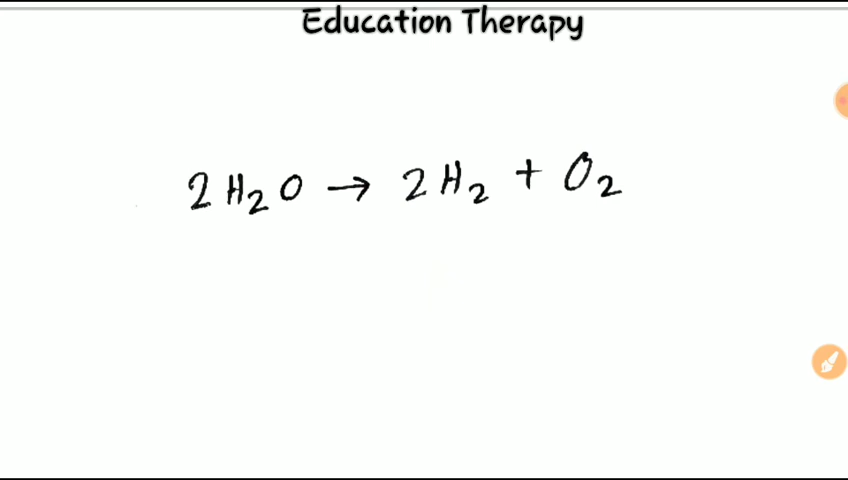 Education Therapy
2H₂O → 2H₂ + O₂